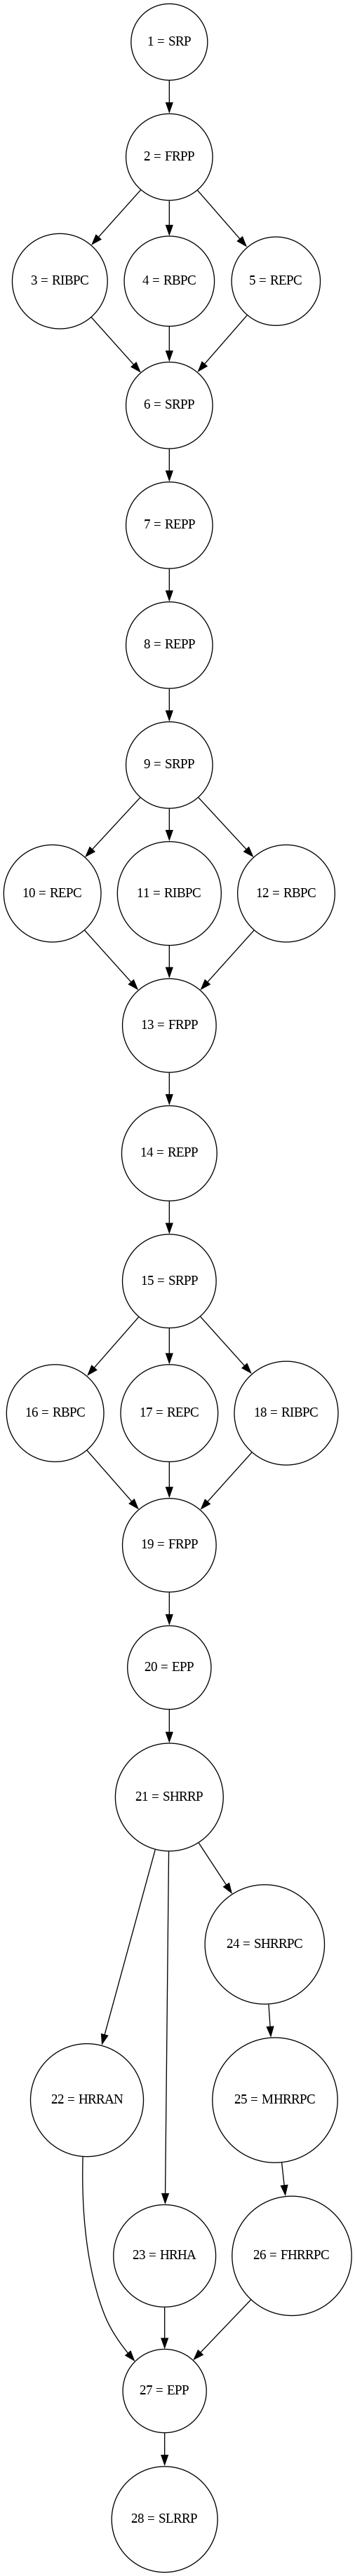 1 = SRP
2 = FRPP
3 = RIBPC
4 = RBPC
5 = REPC
6 = SRPP
7 = REPP
8 = REPP
9 = SRPP
10 = REPC
11 = RIBPC
12 = RBPC
13 = FRPP
14 = REPP
15 = SRPP
16 = RBPC
17 = REPC
18 = RIBPC
19 = FRPP
20 = EPP
21 = SHRRP
24 = SHRRPC
22 = HRRAN
25 = MHRRPC
23 = HRHA
26 = FHRRPC
27 = EPP
28 = SLRRP